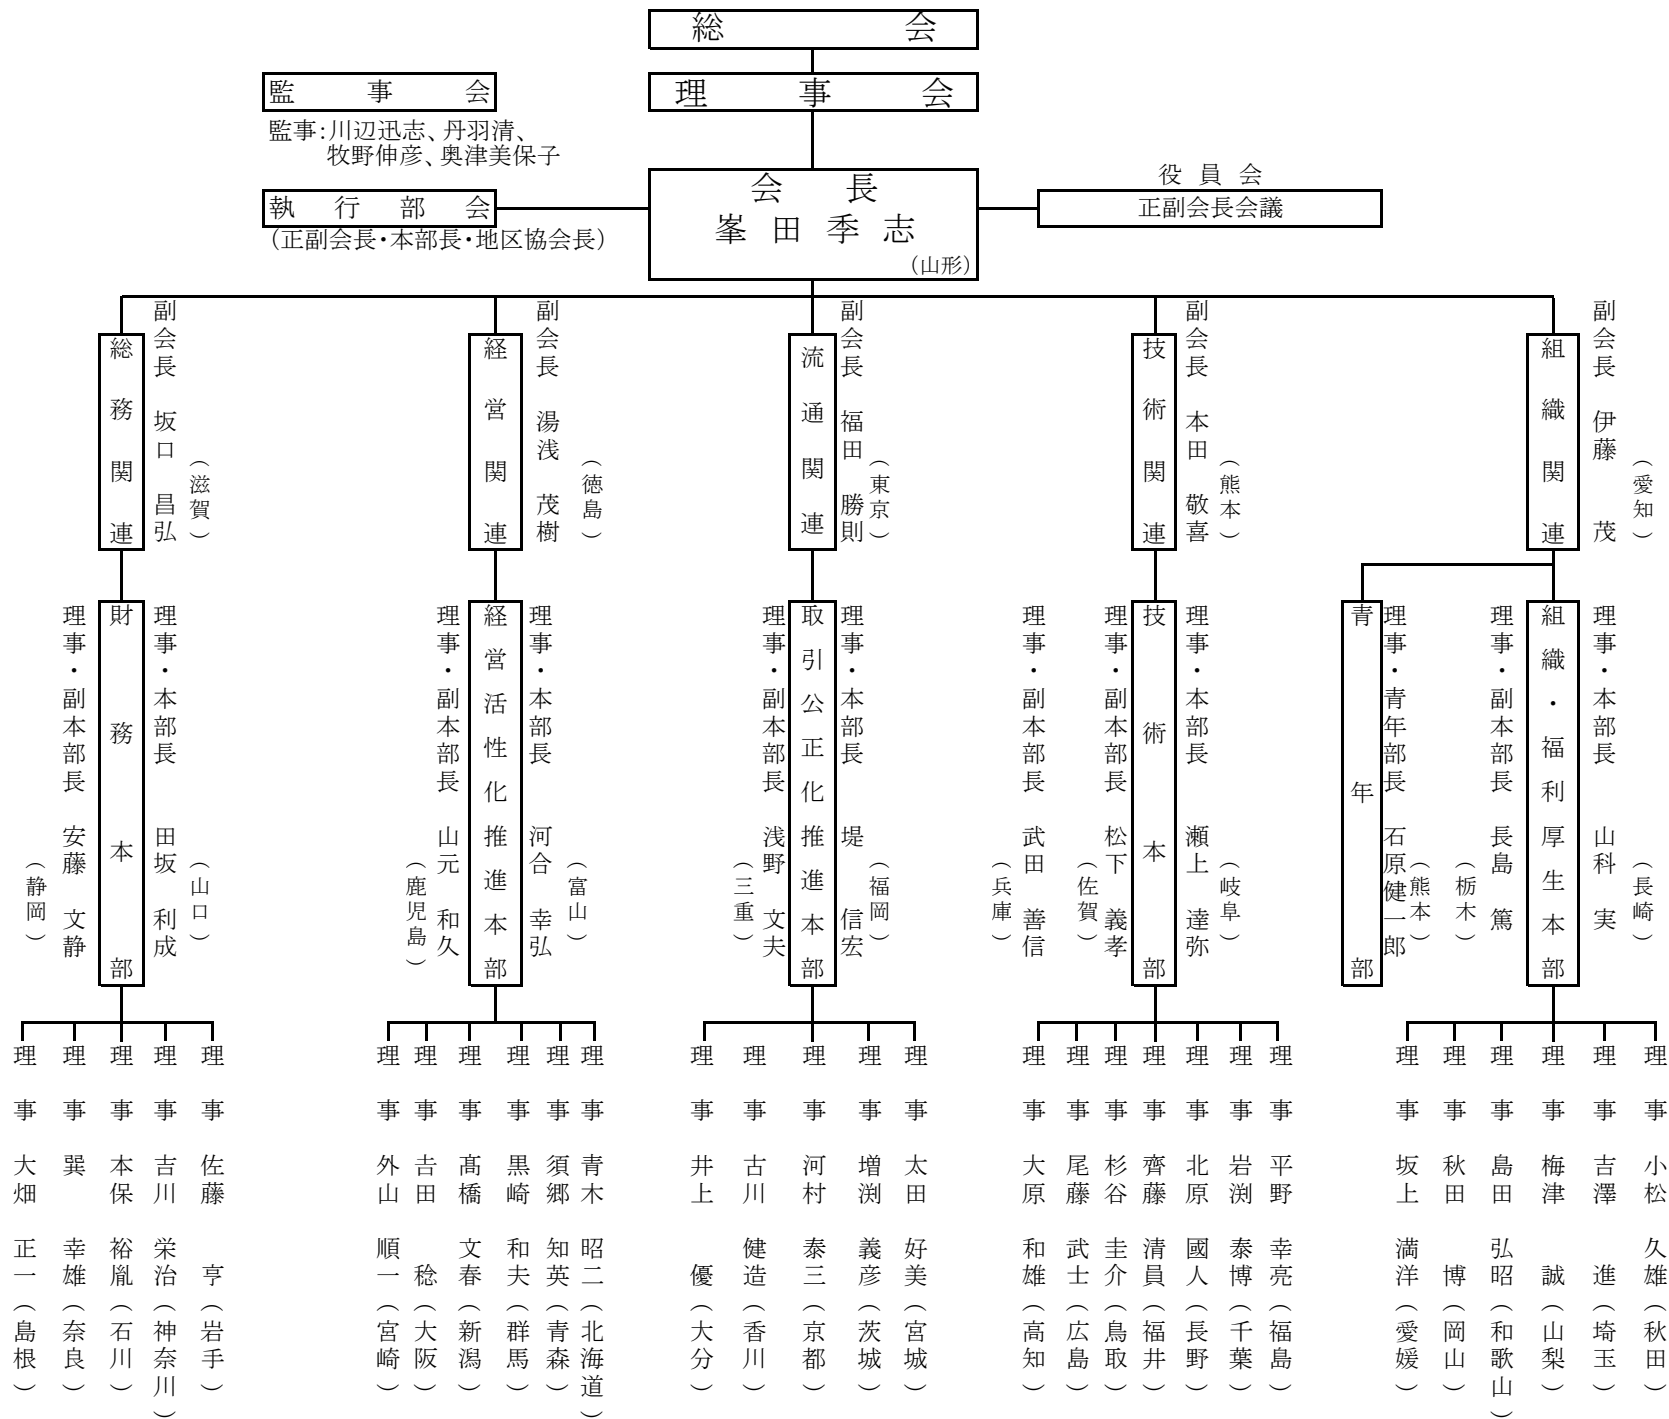 総会
理事会
監事会
監事：川辺迅志、丹羽清、
牧野伸彦、奥津美保子
執行部会
（正副会長・本部長・地区協会長）
会長
峯田季志
（山形）
役員会
正副会長会議
組織関連
副会長 伊藤 茂
（愛知）
技術関連
副会長 本田 敬喜
（熊本）
流通関連
副会長 福田 勝則
（東京）
経営関連
副会長 湯浅 茂樹
（徳島）
総務関連
副会長 坂口 昌弘
（滋賀）
理事・本部長 山科 実
（長崎）
組織・福利厚生本部
理事・副本部長 長島 篤
（栃木）
理事・青年部長 石原健一郎
（熊本）
青年部
理事・本部長 瀬上 達弥
（岐阜）
技術本部
理事・副本部長 松下 義孝
（佐賀）
理事・副本部長 武田 善信
（兵庫）
理事・本部長 堤 信宏
（福岡）
取引公正化推進本部
理事・副本部長 浅野 文夫
（三重）
理事・本部長 河合 幸弘
（富山）
経営活性化推進本部
理事・副本部長 山元 和久
（鹿児島）
理事・本部長 田坂 利成
（山口）
財務本部
理事・副本部長 安藤 文静
（静岡）
理事 小松 久雄（秋田）
理事 吉澤 進（埼玉）
理事 梅津 誠（山梨）
理事 島田 弘昭（和歌山）
理事 秋田 博（岡山）
理事 坂上 満洋（愛媛）
理事 平野 幸亮（福島）
理事 岩渕 泰博（千葉）
理事 北原 國人（長野）
理事 齊藤 清員（福井）
理事 杉谷 圭介（鳥取）
理事 尾藤 武士（広島）
理事 大原 和雄（高知）
理事 太田 好美（宮城）
理事 増渕 義彦（茨城）
理事 河村 泰三（京都）
理事 古川 健造（香川）
理事 井上 優（大分）
理事 青木 昭二（北海道）
理事 須郷 知英（青森）
理事 黒崎 和夫（群馬）
理事 髙橋 文春（新潟）
理事 𠮷田 稔（大阪）
理事 外山 順一（宮崎）
理事 佐藤 亨（岩手）
理事 吉川 栄治（神奈川）
理事 本保 裕胤（石川）
理事 巽 幸雄（奈良）
理事 大畑 正一（島根）